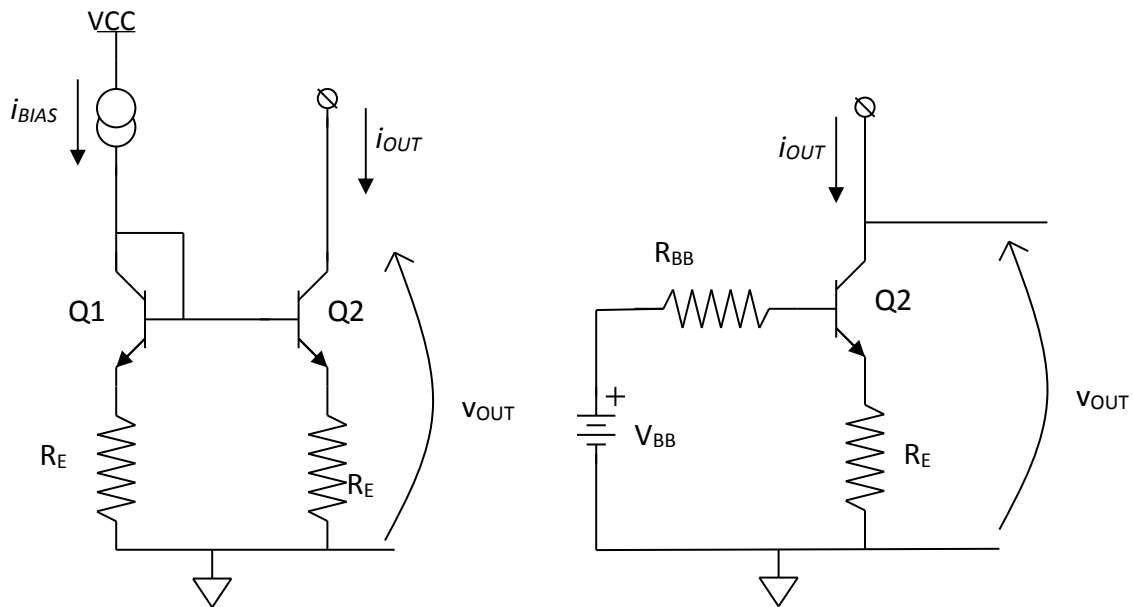 VCC
iBIAS
iOUT
Q1
Q2
vOUT
RE
RE
iOUT
RBB
Q2
+
VBB
vOUT
RE